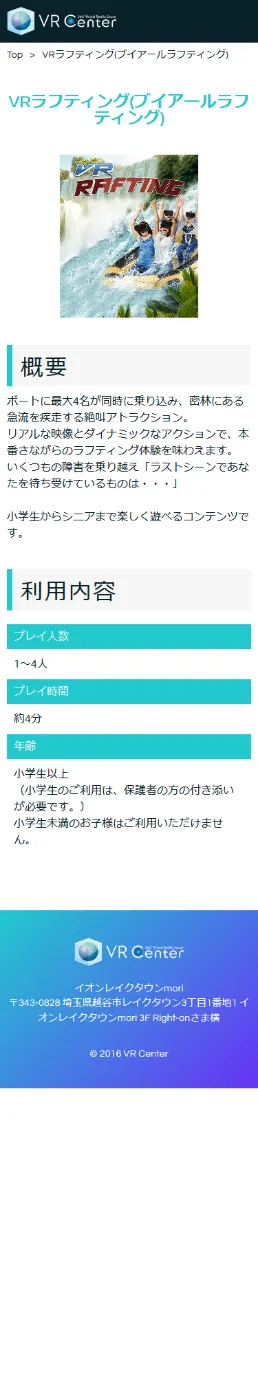 VR Center
Top > VRラフティング(ブイアールラフティング)
VRラフティング(ブイアールラフ
ティング)
VR
RAFTING
概要
ボートに最大4名が同時に乗り込み、密林にある
急流を疾走する絶叫アトラクション。
リアルな映像とダイナミックなアクションで、本
番さながらのラフティング体験を味わえます。
いくつもの障害を乗り越え「ラストシーンであな
たを待ち受けているものは・・・」
小学生からシニアまで楽しく遊べるコンテンツで
す。
利用内容
プレイ人数
1〜4人
プレイ時間
約4分
年齢
小学生以上
（小学生のご利用は、保護者の方の付き添い
が必要です。）
小学生未満のお子様はご利用いただけませ
ん。
VR Center
イオンレイクタウンmori
〒343-0828 埼玉県越谷市レイクタウン3丁目1番地1 イ
オンレイクタウンmori 3F Right-onさま横
© 2016 VR Center